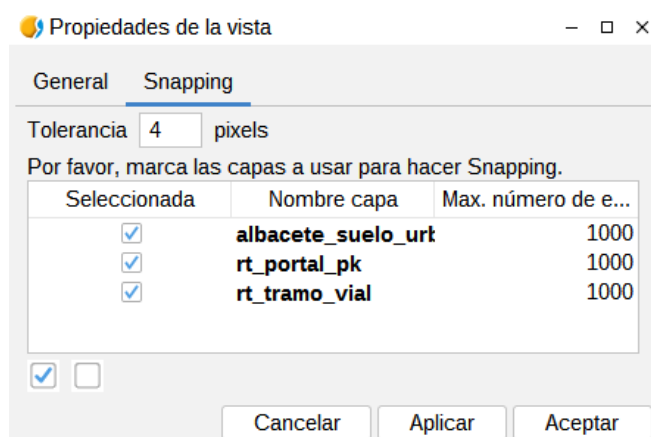 Propiedades de la vista
General Snapping
Tolerancia 4 pixels
Por favor, marca las capas a usar para hacer Snapping.
Seleccionada Nombre capa Max. número de e...
albacete_suelo_urb 1000
rt_portal_pk 1000
rt_tramo_vial 1000
Cancelar Aplicar Aceptar